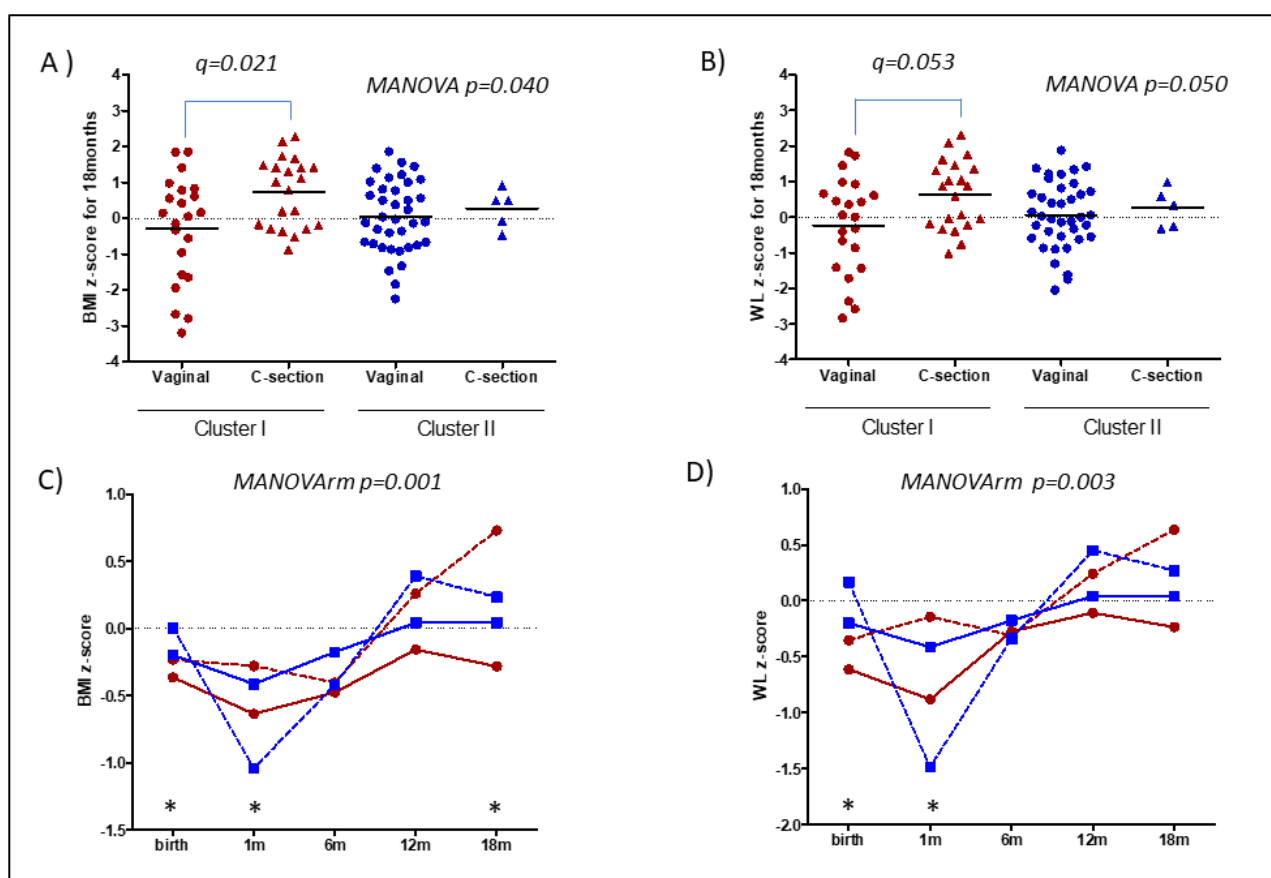 A )
q=0.021
MANOVA p=0.040
BMI z-score for 18months
4
3
2
1
0
-1
-2
-3
-4
Vaginal C-section Vaginal C-section
Cluster I Cluster II
B)
q=0.053
MANOVA p=0.050
WL z-score for 18months
4
3
2
1
0
-1
-2
-3
-4
Vaginal C-section Vaginal C-section
Cluster I Cluster II
C)
MANOVArm p=0.001
BMI z-score
1.0
0.5
0.0
-0.5
-1.0
-1.5
* * *
birth 1m 6m 12m 18m
D)
MANOVArm p=0.003
WL z-score
1.0
0.5
0.0
-0.5
-1.0
-1.5
-2.0
* *
birth 1m 6m 12m 18m